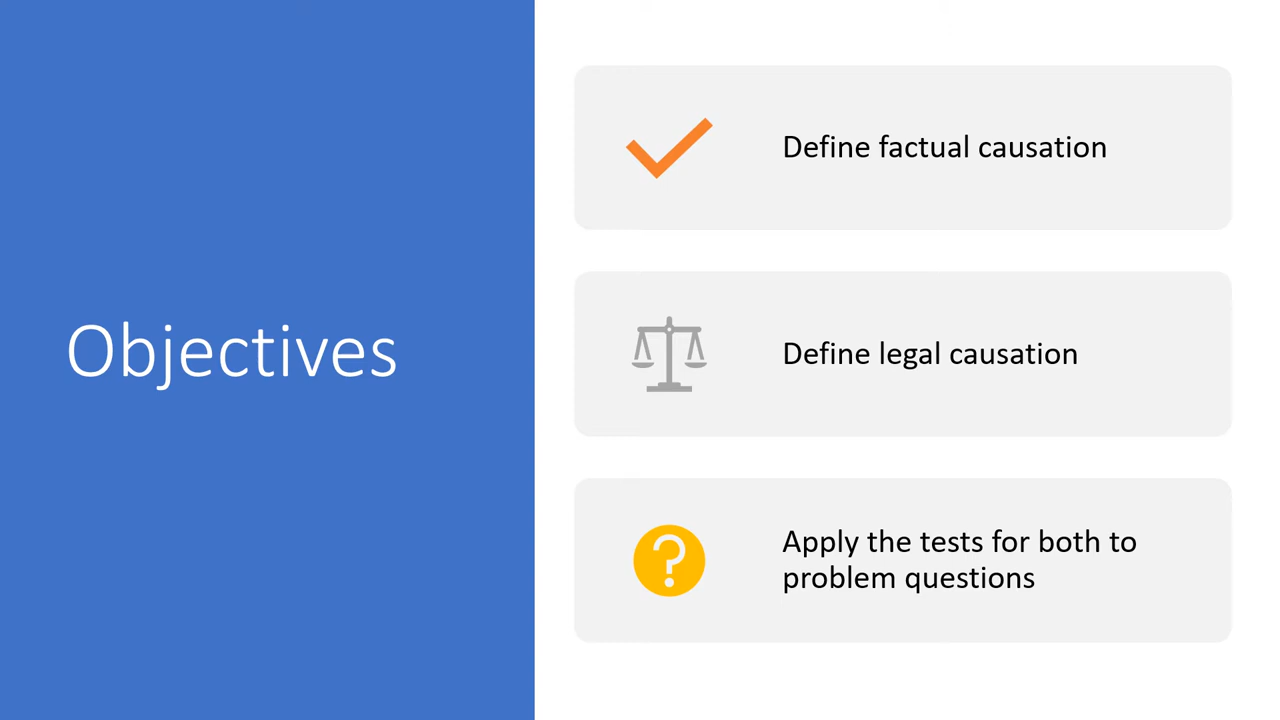 Objectives
Define factual causation
Define legal causation
Apply the tests for both to
problem questions